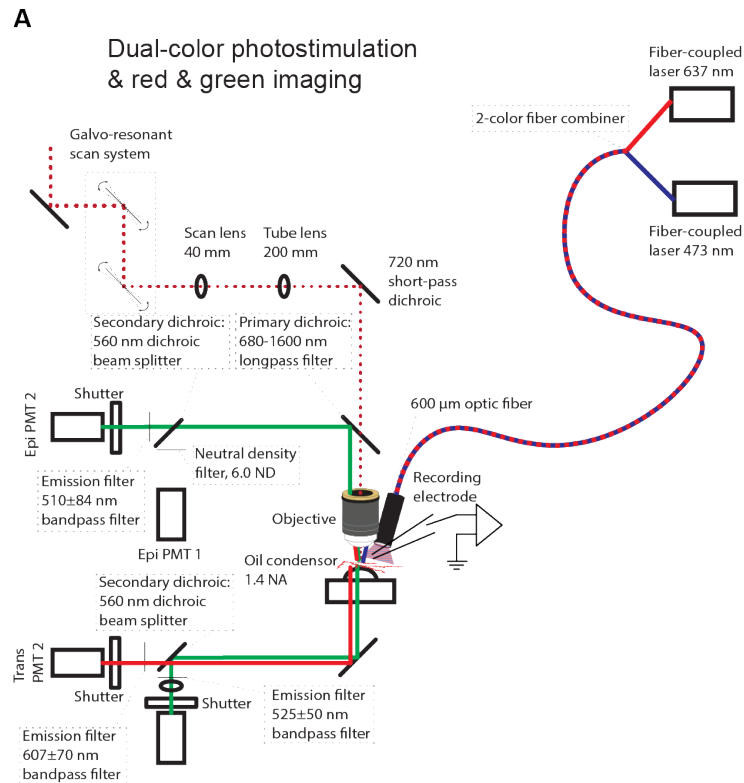 A
Dual-color photostimulation
& red & green imaging
Fiber-coupled
laser 637 nm
2-color fiber combiner
Fiber-coupled
laser 473 nm
Galvo-resonant
scan system
Scan lens
40 mm
Tube lens
200 mm
720 nm
short-pass
dichroic
Secondary dichroic:
560 nm dichroic
beam splitter
Primary dichroic:
680-1600 nm
longpass filter
Shutter
Epi PMT 2
600 µm optic fiber
Neutral density
filter, 6.0 ND
Emission filter
510±84 nm
bandpass filter
Epi PMT 1
Objective
Recording
electrode
Oil condensor
1.4 NA
Secondary dichroic:
560 nm dichroic
beam splitter
Trans
PMT 2
Shutter
Shutter
Emission filter
525±50 nm
bandpass filter
Emission filter
607±70 nm
bandpass filter